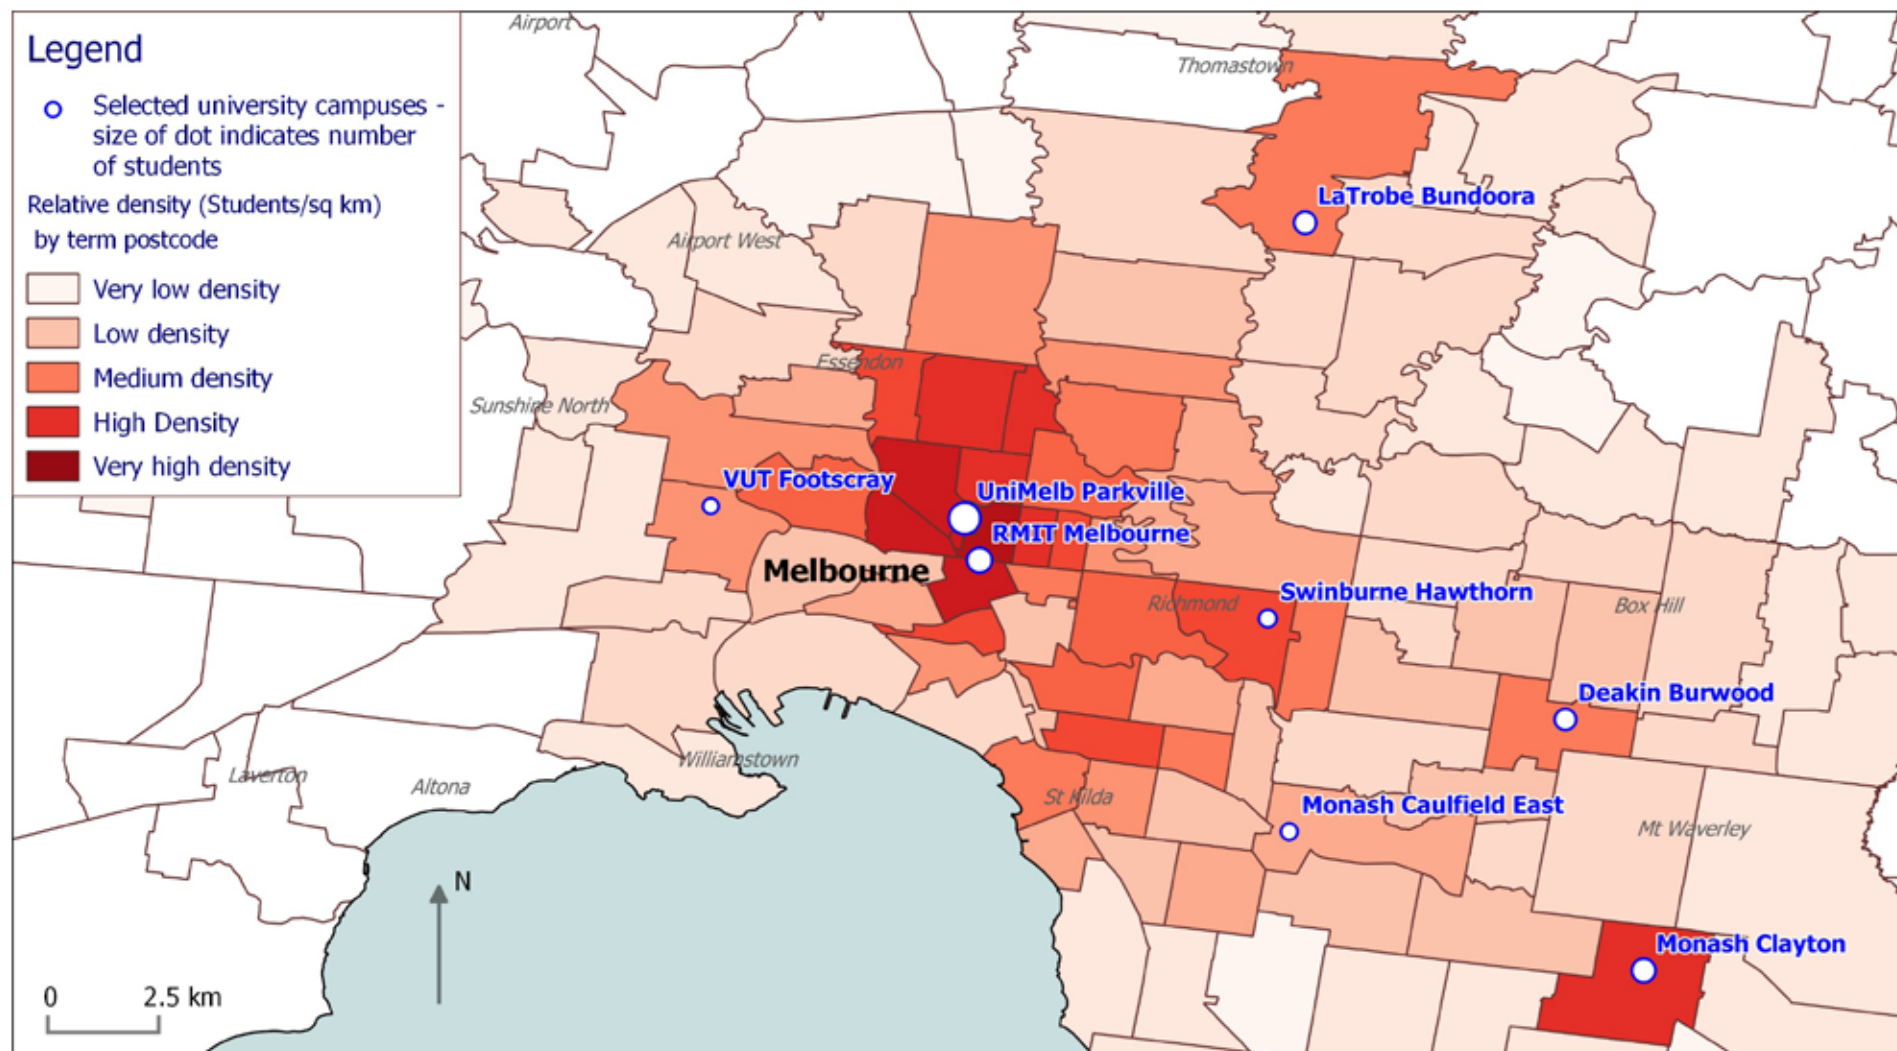 Legend
Selected university campuses -
size of dot indicates number
of students
Relative density (Students/sq km)
by term postcode
Very low density
Low density
Medium density
High Density
Very high density
Airport
Thomastown
LaTrobe Bundoora
Airport West
Essendon
Sunshine North
VUT Footscray
UniMelb Parkville
RMIT Melbourne
Melbourne
Swinburne Hawthorn
Richmond
Box Hill
Deakin Burwood
Williamstown
Laverton
Altona
St Kilda
Monash Caulfield East
Mt Waverley
N
Monash Clayton
0 2.5 km